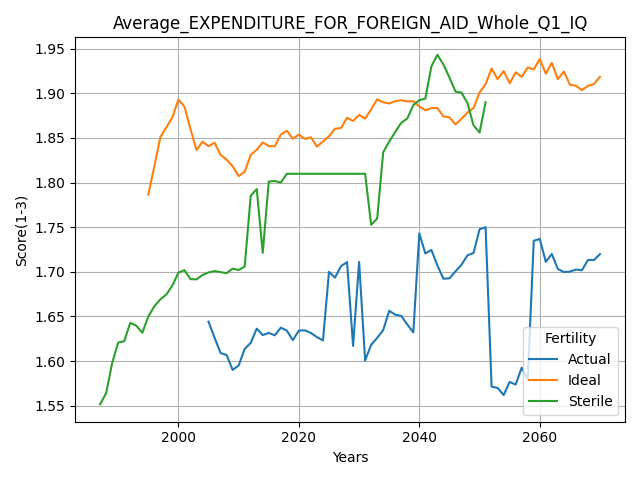 Average_EXPENDITURE_FOR_FOREIGN_AID_Whole_Q1_IQ
Score(1-3)
1.95
1.90
1.85
1.80
1.75
1.70
1.65
1.60
1.55
Fertility
Actual
Ideal
Sterile
2000
2020
2040
2060
Years